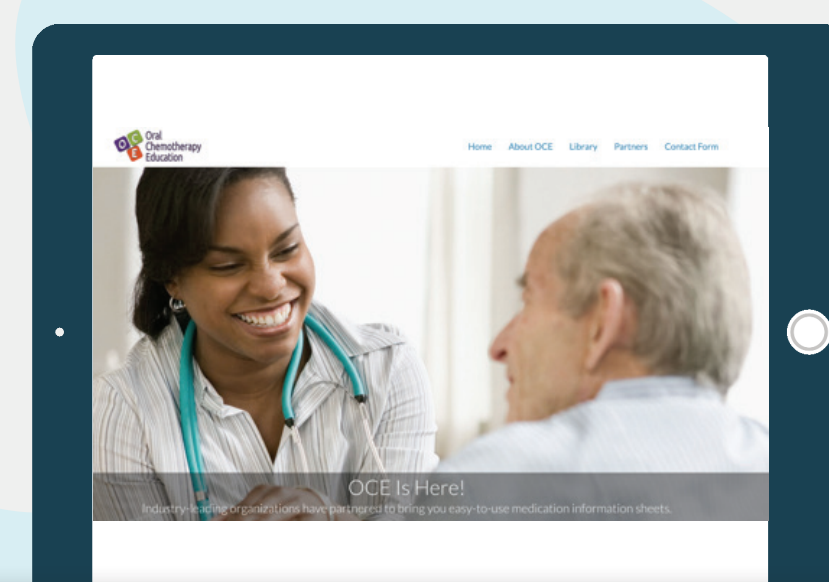 O C E
Oral
Chemotherapy
Education
Home About OCE Library Partners Contact Form
OCE Is Here!
Industry-leading organizations have partnered to bring you easy-to-use medication information sheets.